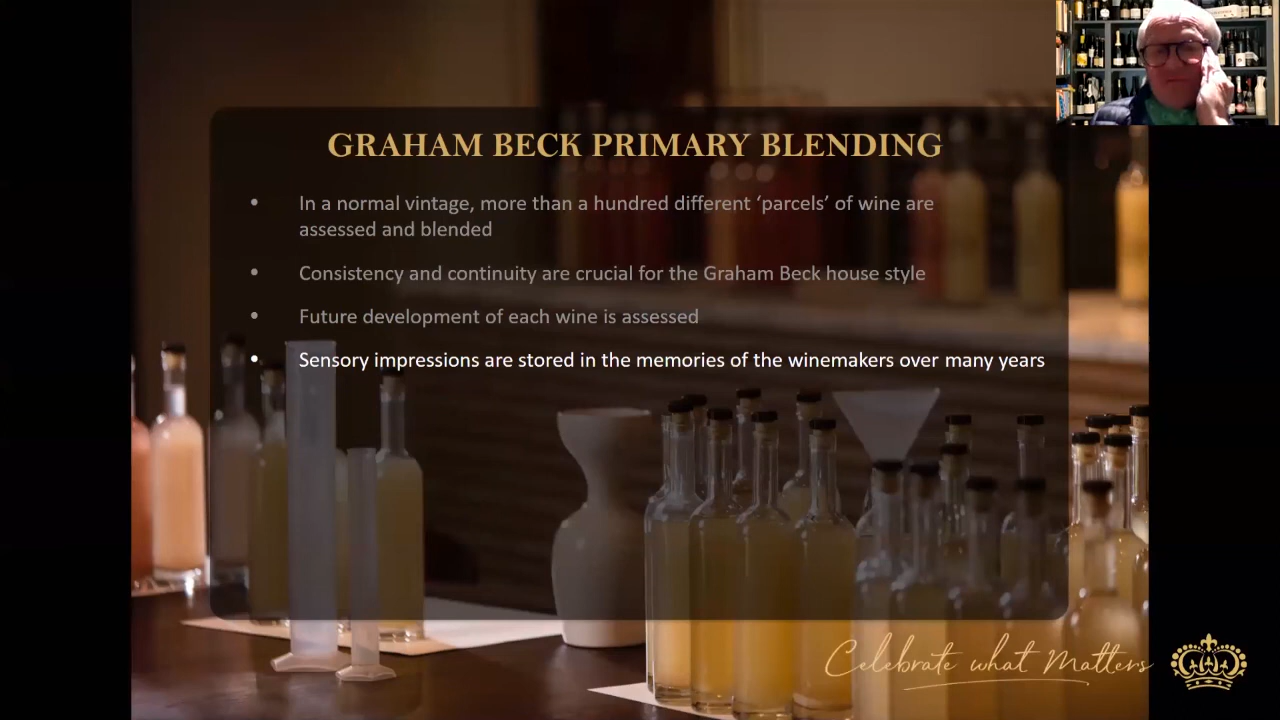 GRAHAM BECK PRIMARY BLENDING
• In a normal vintage, more than a hundred different ‘parcels’ of wine are
assessed and blended
• Consistency and continuity are crucial for the Graham Beck house style
• Future development of each wine is assessed
• Sensory impressions are stored in the memories of the winemakers over many years
Celebrate what Matters